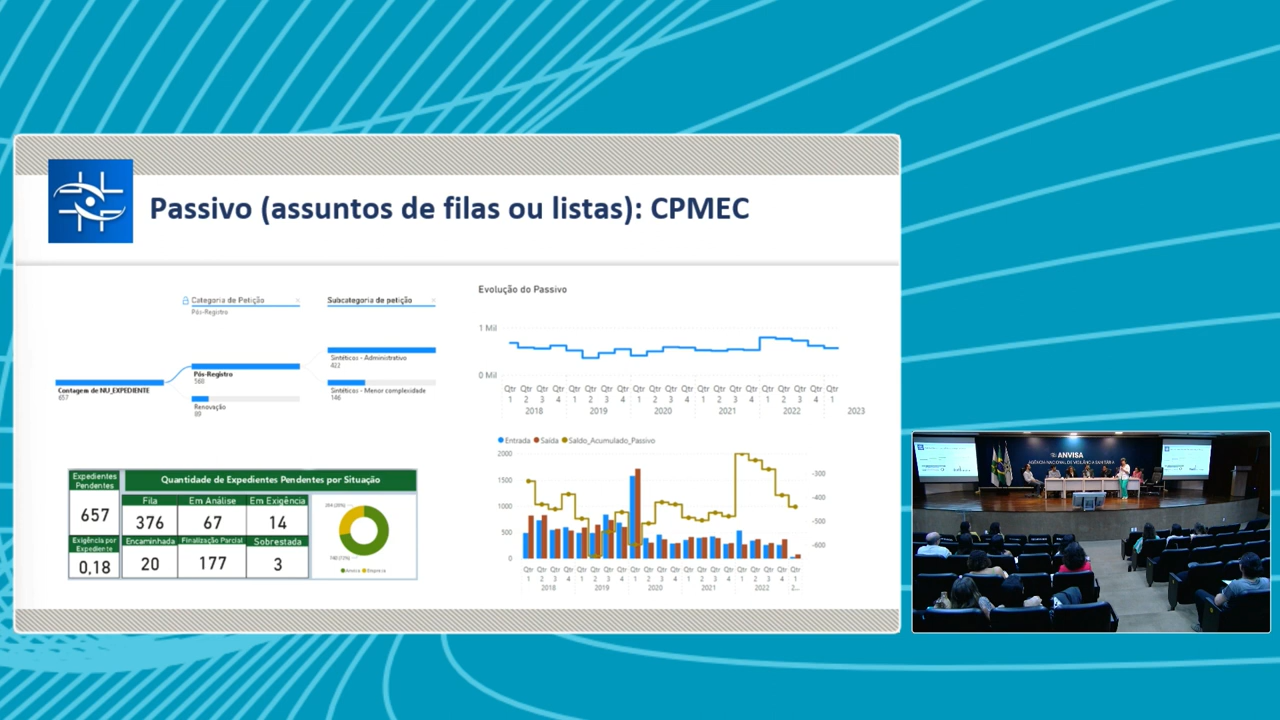 Passivo (assuntos de filas ou listas): CPMEC
Categoria de Petição
Pós-Registro
Subcategoria de petição
Contagem de NU_EXPEDIENTE
657
Pós-Registro
568
Renovação
89
Sintéticos - Administrativo
422
Sintéticos - Menor complexidade
146
Expedientes Pendentes
657
Exigência por Expediente
0,18
Quantidade de Expedientes Pendentes por Situação
Fila
Em Análise
Em Exigência
376
67
14
Encaminhada
Finalização Parcial
Sobrestada
20
177
3
Evolução do Passivo
1 Mil
0 Mil
Qtr Qtr Qtr Qtr Qtr Qtr Qtr Qtr Qtr Qtr Qtr Qtr Qtr Qtr Qtr Qtr Qtr Qtr Qtr Qtr Qtr
1 2 3 4 1 2 3 4 1 2 3 4 1 2 3 4 1 2 3 4 1
2018 2019 2020 2021 2022 2023
Entrada Saída Saldo_Acumulado_Passivo
2000
1500
1000
500
0
-300
-400
-500
-600
Qtr Qtr Qtr Qtr Qtr Qtr Qtr Qtr Qtr Qtr Qtr Qtr Qtr Qtr Qtr Qtr Qtr Qtr Qtr Qtr Qtr
1 2 3 4 1 2 3 4 1 2 3 4 1 2 3 4 1 2 3 4 1
2018 2019 2020 2021 2022 2...
ANVISA
AGÊNCIA NACIONAL DE VIGILÂNCIA SANITÁRIA